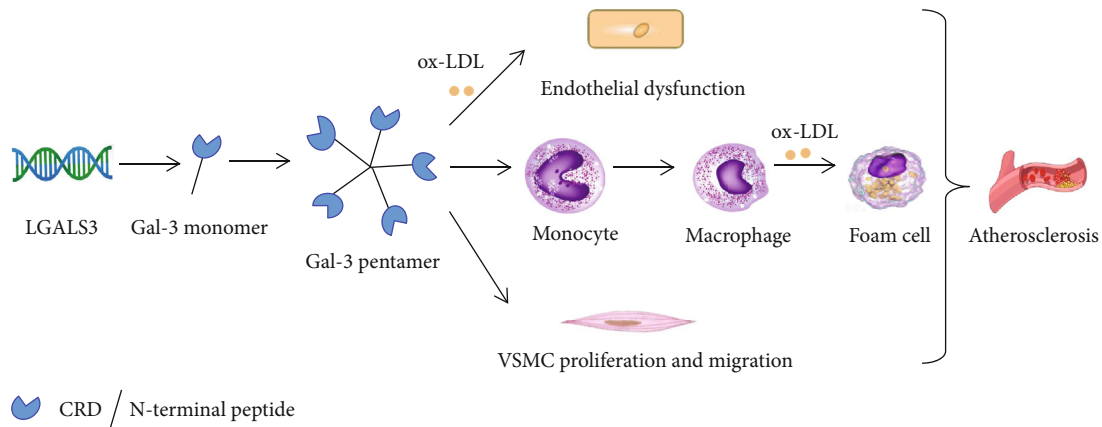 ox-LDL
Endothelial dysfunction
ox-LDL
LGALS3
Gal-3 monomer
Gal-3 pentamer
Monocyte
Macrophage
Foam cell
Atherosclerosis
VSMC proliferation and migration
CRD
N-terminal peptide